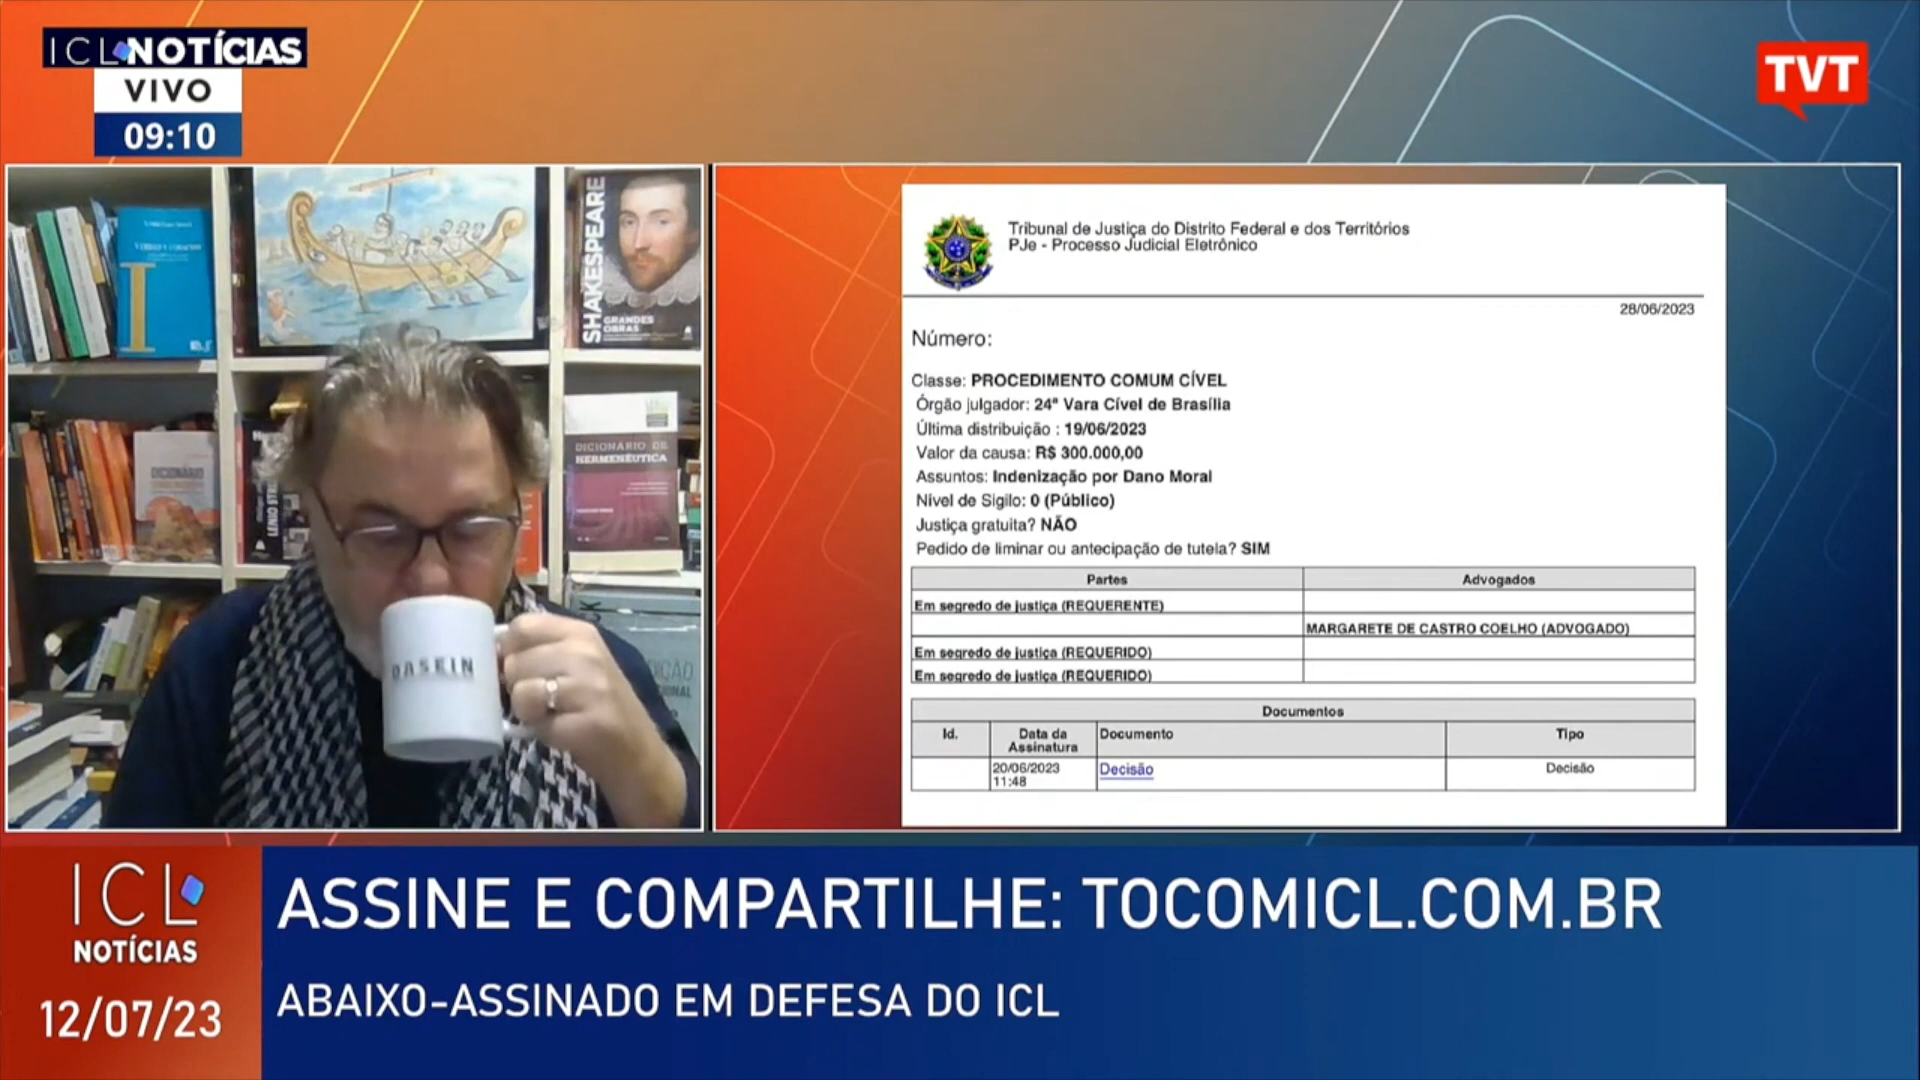 ICL NOTÍCIAS
VIVO
09:10
TVT
SHAKESPEARE
GRANDES
OBRAS
DICIONÁRIO DE
HERMENÊUTICA
DICIONÁRIO
DASEIN
Tribunal de Justiça do Distrito Federal e dos Territórios
PJe - Processo Judicial Eletrônico
28/06/2023
Número:
Classe: PROCEDIMENTO COMUM CÍVEL
Órgão julgador: 24ª Vara Cível de Brasília
Última distribuição : 19/06/2023
Valor da causa: R$ 300.000,00
Assuntos: Indenização por Dano Moral
Nível de Sigilo: 0 (Público)
Justiça gratuita? NÃO
Pedido de liminar ou antecipação de tutela? SIM
Partes Advogados
Em segredo de justiça (REQUERENTE)
MARGARETE DE CASTRO COELHO (ADVOGADO)
Em segredo de justiça (REQUERIDO)
Em segredo de justiça (REQUERIDO)
Documentos
Id. Data da Assinatura Documento Tipo
20/06/2023 11:48 Decisão Decisão
ICL
NOTÍCIAS
12/07/23
ASSINE E COMPARTILHE: TOCOMICL.COM.BR
ABAIXO-ASSINADO EM DEFESA DO ICL